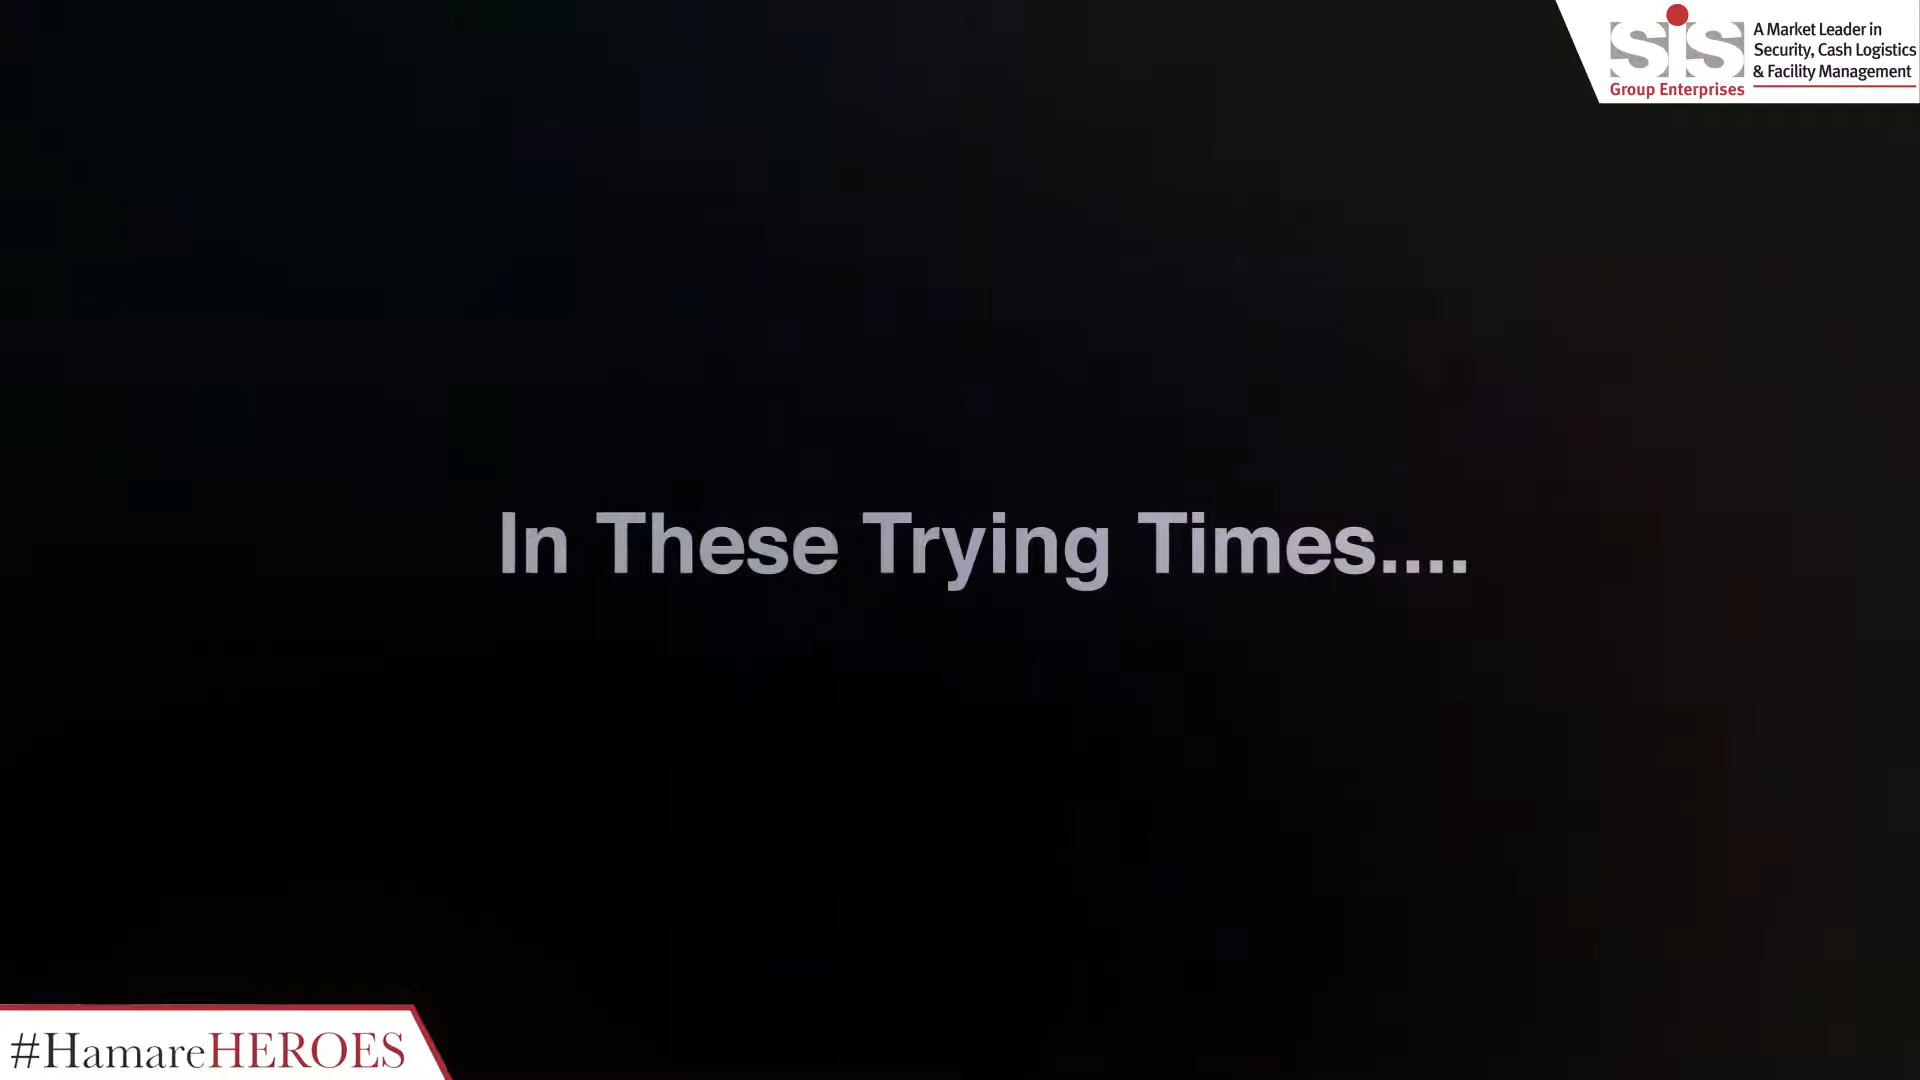 sis
Group Enterprises
A Market Leader in
Security, Cash Logistics
& Facility Management
In These Trying Times....
#HamareHEROES